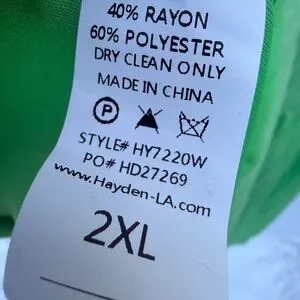 40% RAYON
60% POLYESTER
DRY CLEAN ONLY
MADE IN CHINA
P
STYLE# HY7220W
PO# HD27269
www.Hayden-LA.com
2XL